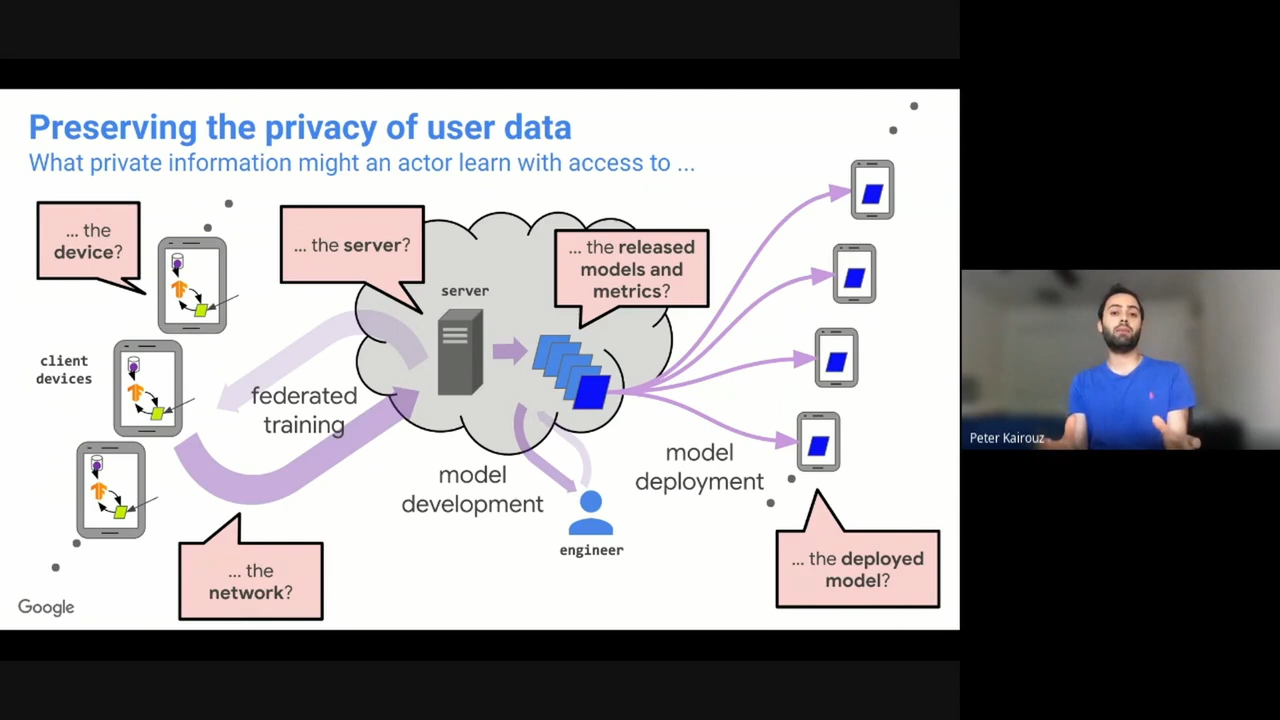 Preserving the privacy of user data
What private information might an actor learn with access to ...
... the
device?
... the server?
... the released
models and
metrics?
server
client
devices
federated
training
model
development
model
deployment
engineer
... the
network?
... the deployed
model?
Google
Peter Kairouz